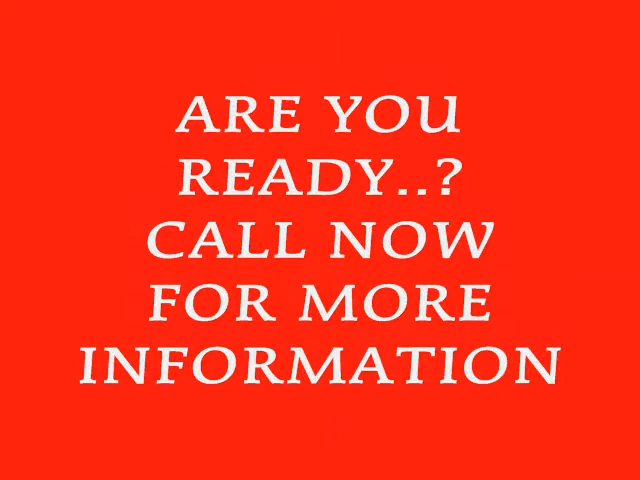 ARE YOU
READY..?
CALL NOW
FOR MORE
INFORMATION